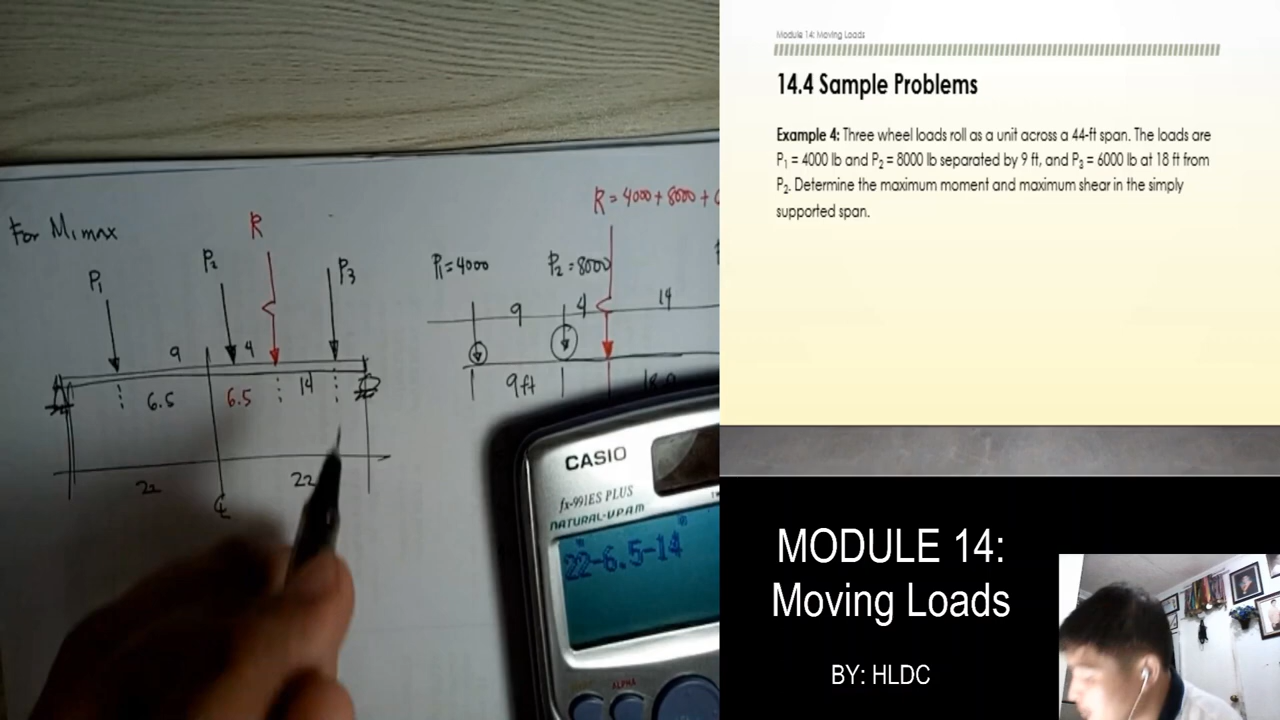 For M1 max
R
P1
P2
P3
9
4
6.5
6.5
14
22
22
℄
R = 4000 + 8000 +
P1 = 4000
P2 = 8000
9
4
14
9ft
CASIO
fx-991ES PLUS
NATURAL-V.P.A.M.
22-6.5-14
ALPHA
Module 14: Moving Loads
14.4 Sample Problems
Example 4: Three wheel loads roll as a unit across a 44-ft span. The loads are
P1 = 4000 lb and P2 = 8000 lb separated by 9 ft, and P3 = 6000 lb at 18 ft from
P2. Determine the maximum moment and maximum shear in the simply
supported span.
MODULE 14:
Moving Loads
BY: HLDC